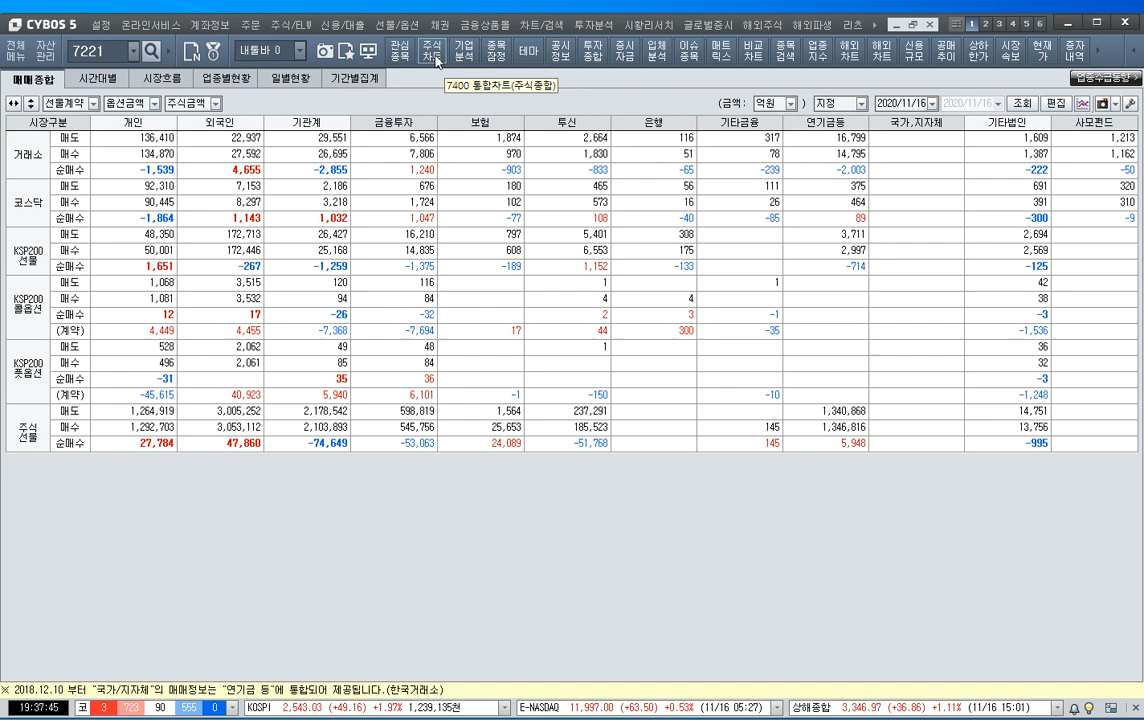 CYBOS 5 설정 온라인서비스 계좌정보 주문 주식/ELW 신용/대출 선물/옵션 채권 금융상품몰 차트/검색 투자분석 시황리서치 글로벌증시 해외주식 해외파생 리츠 1 2 3 4 5 6
전체메뉴 자산관리 7221 내툴바 0 관심종목 주식차트 기업분석 종목잠정 테마 공시정보 투자종합 증시자금 입체분석 이슈종목 매트릭스 비교차트 종목검색 업종지수 해외차트 해외차트 신용규모 공매추이 상하한가 시장속보 현재가 증자내역
매매종합 시간대별 시장흐름 업종별현황 일별현황 기간별집계 7400 통합차트(주식종합) 업종수급동향 >
선물계약 옵션금액 주식금액 (금액: 억원 ) 지정 2020/11/16 2020/11/16 조회 편집
시장구분 개인 외국인 기관계 금융투자 보험 투신 은행 기타금융 연기금등 국가,지자체 기타법인 사모펀드
거래소 매도 136,410 22,937 29,551 6,566 1,874 2,664 116 317 16,799 1,609 1,213
매수 134,870 27,592 26,695 7,806 970 1,830 51 78 14,795 1,387 1,162
순매수 -1,539 4,655 -2,855 1,240 -903 -833 -65 -239 -2,003 -222 -50
코스닥 매도 92,310 7,153 2,186 676 180 465 56 111 375 691 320
매수 90,445 8,297 3,218 1,724 102 573 16 26 464 391 310
순매수 -1,864 1,143 1,032 1,047 -77 108 -40 -85 89 -300 -9
KSP200 선물 매도 48,350 172,713 26,427 16,210 797 5,401 308 3,711 2,694
매수 50,001 172,446 25,168 14,835 608 6,553 175 2,997 2,569
순매수 1,651 -267 -1,259 -1,375 -189 1,152 -133 -714 -125
KSP200 콜옵션 매도 1,068 3,515 120 116 1 1 42
매수 1,081 3,532 94 84 4 4 38
순매수 12 17 -26 -32 2 3 -1 -3
(계약) 4,449 4,455 -7,368 -7,694 17 44 300 -35 -1,536
KSP200 풋옵션 매도 528 2,062 49 48 1 36
매수 496 2,061 85 84 32
순매수 -31 35 36 -3
(계약) -45,615 40,923 5,940 6,101 -1 -150 -10 -1,248
주식 선물 매도 1,264,919 3,005,252 2,178,542 598,819 1,564 237,291 1,340,868 14,751
매수 1,292,703 3,053,112 2,103,893 545,756 25,653 185,523 145 1,346,816 13,756
순매수 27,784 47,860 -74,649 -53,063 24,089 -51,768 145 5,948 -995
※ 2018.12.10 부터 "국가/지자체"의 매매정보는 "연기금 등"에 통합되어 제공됩니다.(한국거래소)
19:37:45 코 3 723 90 555 0 KOSPI 2,543.03 (+49.16) +1.97% 1,239,135천 E-NASDAQ 11,997.00 (+63.50) +0.53% (11/16 05:27) 상해종합 3,346.97 (+36.86) +1.11% (11/16 15:01)